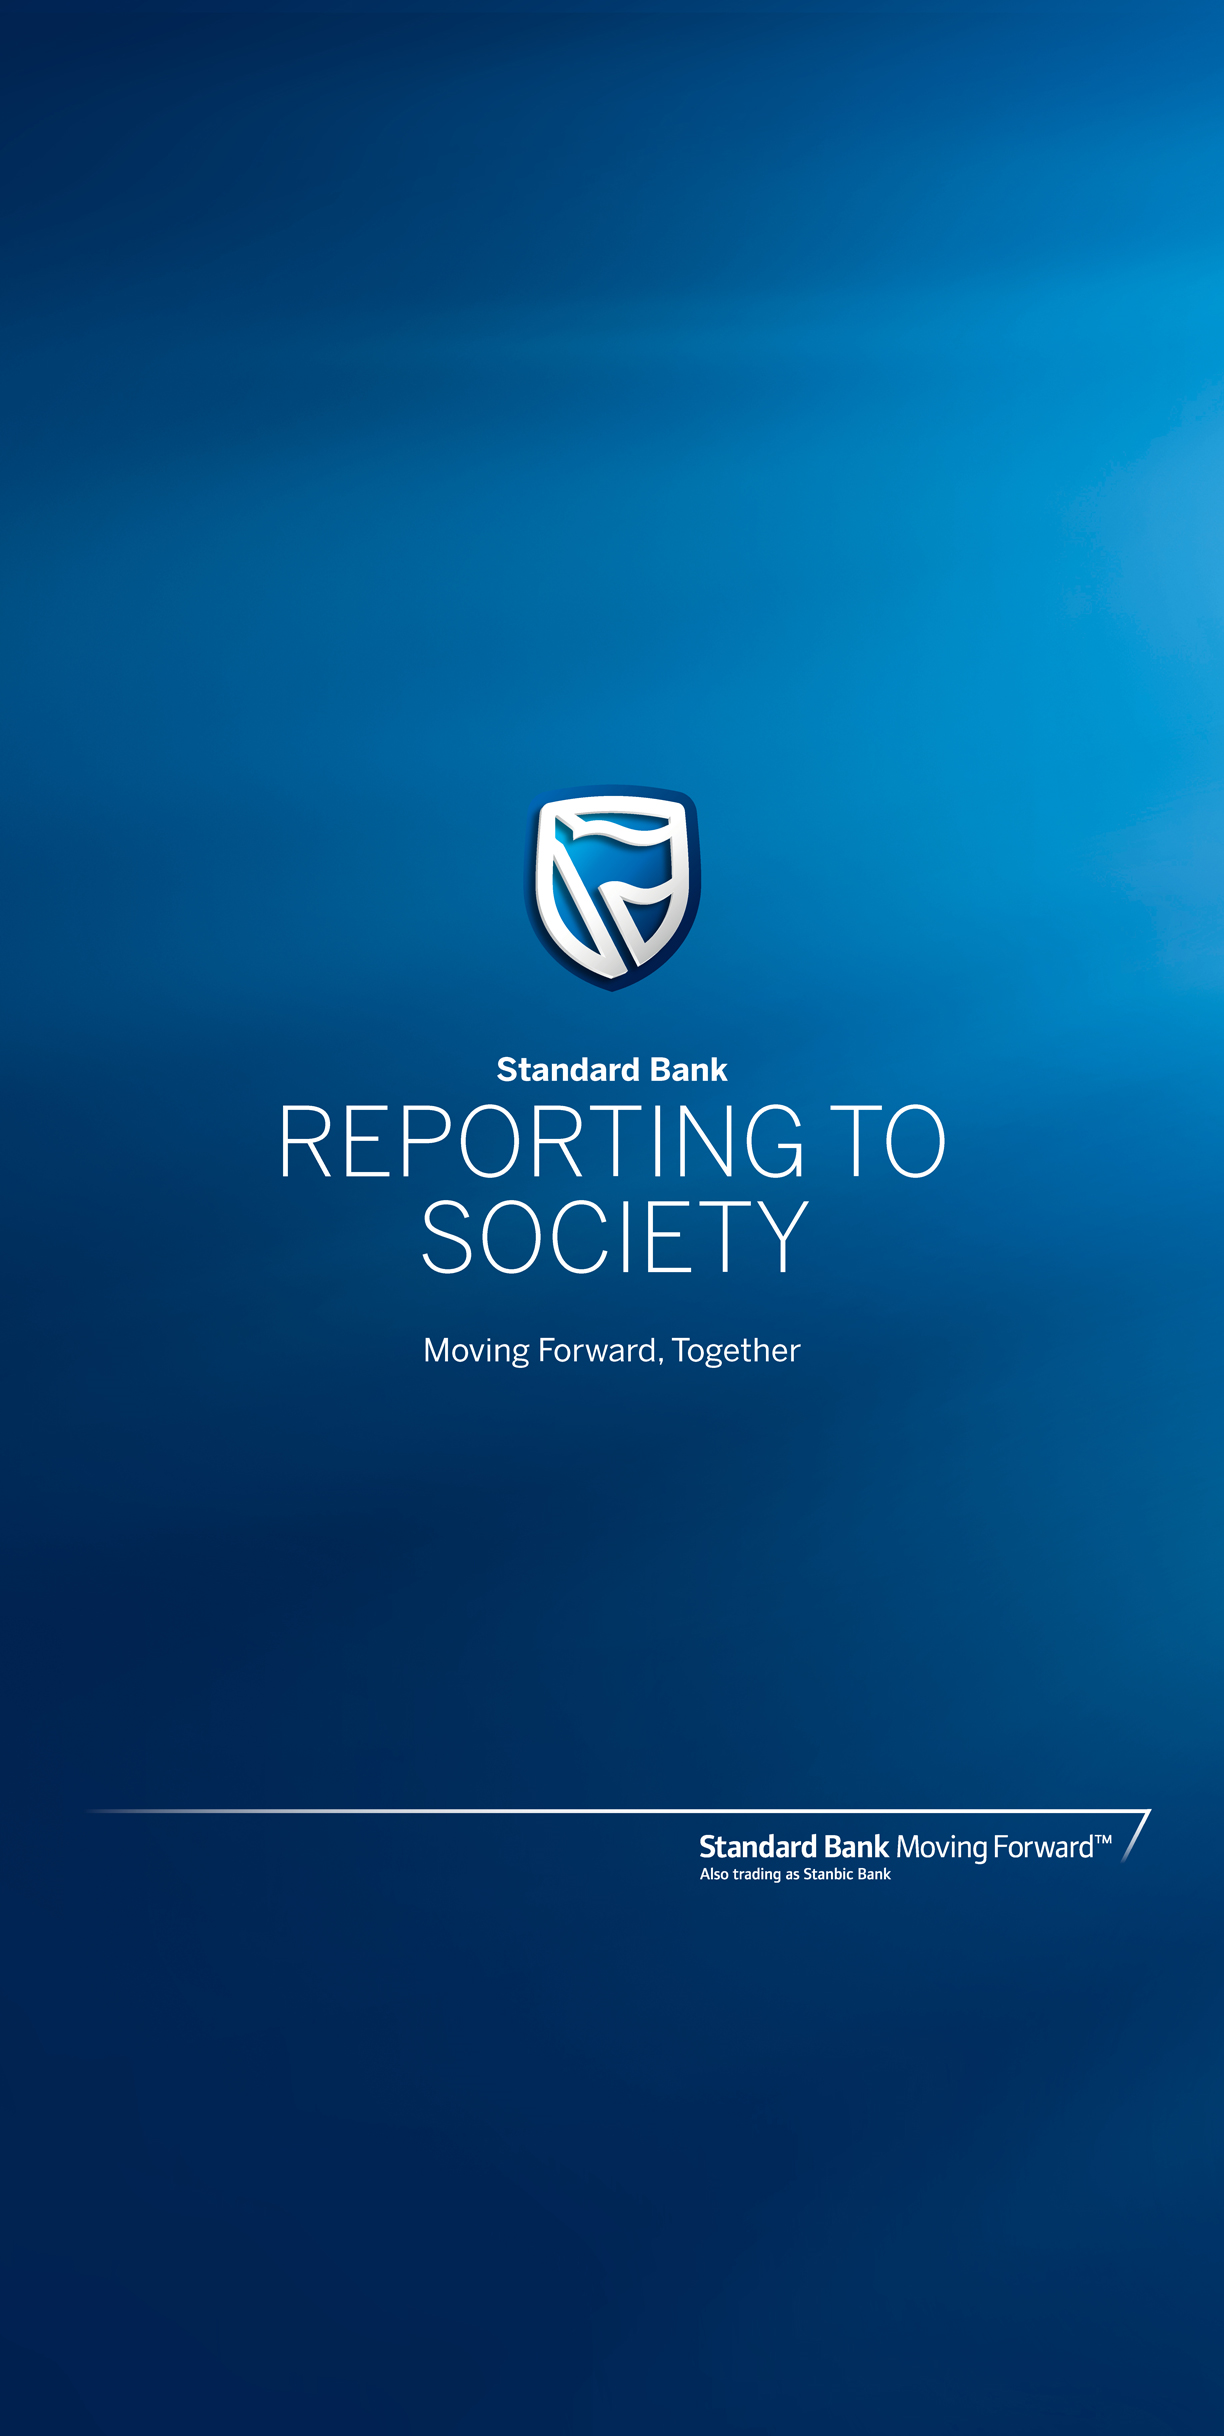 Standard Bank
REPORTING TO
SOCIETY
Moving Forward, Together
Standard Bank Moving Forward™
Also trading as Stanbic Bank